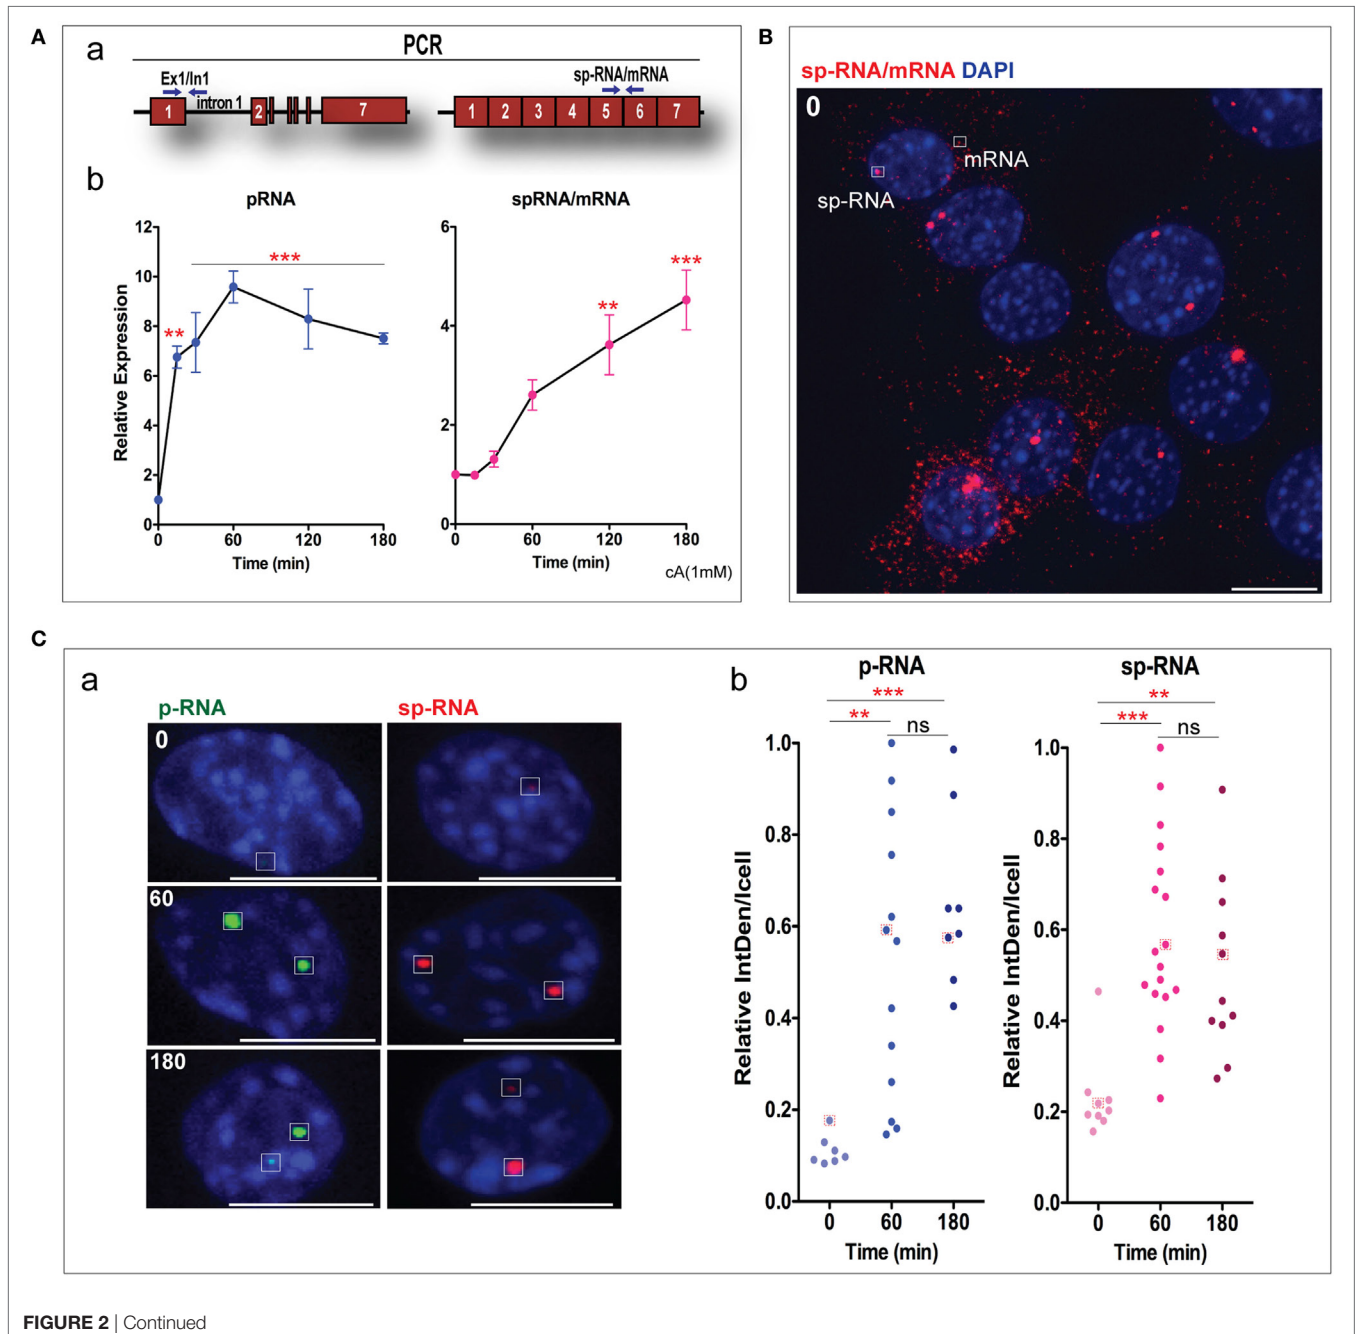 A
a
PCR
Ex1/In1
intron 1
1
2
7
sp-RNA/mRNA
1 2 3 4 5 6 7
b
pRNA
spRNA/mRNA
Relative Expression
12
10
8
6
4
2
0
**
***
0 60 120 180
Time (min)
6
4
2
0
**
***
0 60 120 180
Time (min)
cA(1mM)
B
sp-RNA/mRNA DAPI
0
mRNA
sp-RNA
C
a
p-RNA
sp-RNA
0
60
180
b
p-RNA
***
**
ns
Relative IntDen/Icell
1.0
0.8
0.6
0.4
0.2
0.0
0 60 180
Time (min)
sp-RNA
**
***
ns
Relative IntDen/Icell
1.0
0.8
0.6
0.4
0.2
0.0
0 60 180
Time (min)
FIGURE 2 | Continued